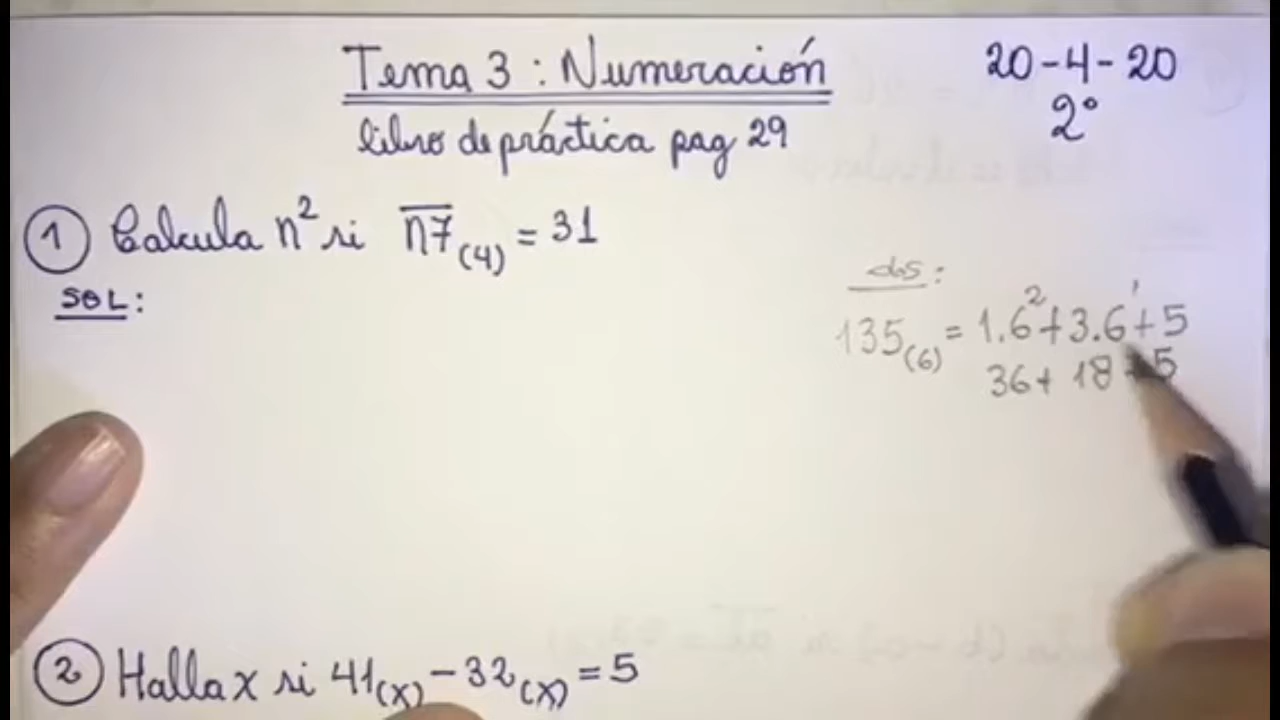 Tema 3 : Numeración
20-4-20
2°
libro de práctica pag 29
① Calcula n² si n̅7̅₍₄₎ = 31
SOL:
obs:
135₍₆₎ = 1.6² + 3.6¹ + 5
36 + 18 + 5
② Halla x si 41₍ₓ₎ - 32₍ₓ₎ = 5